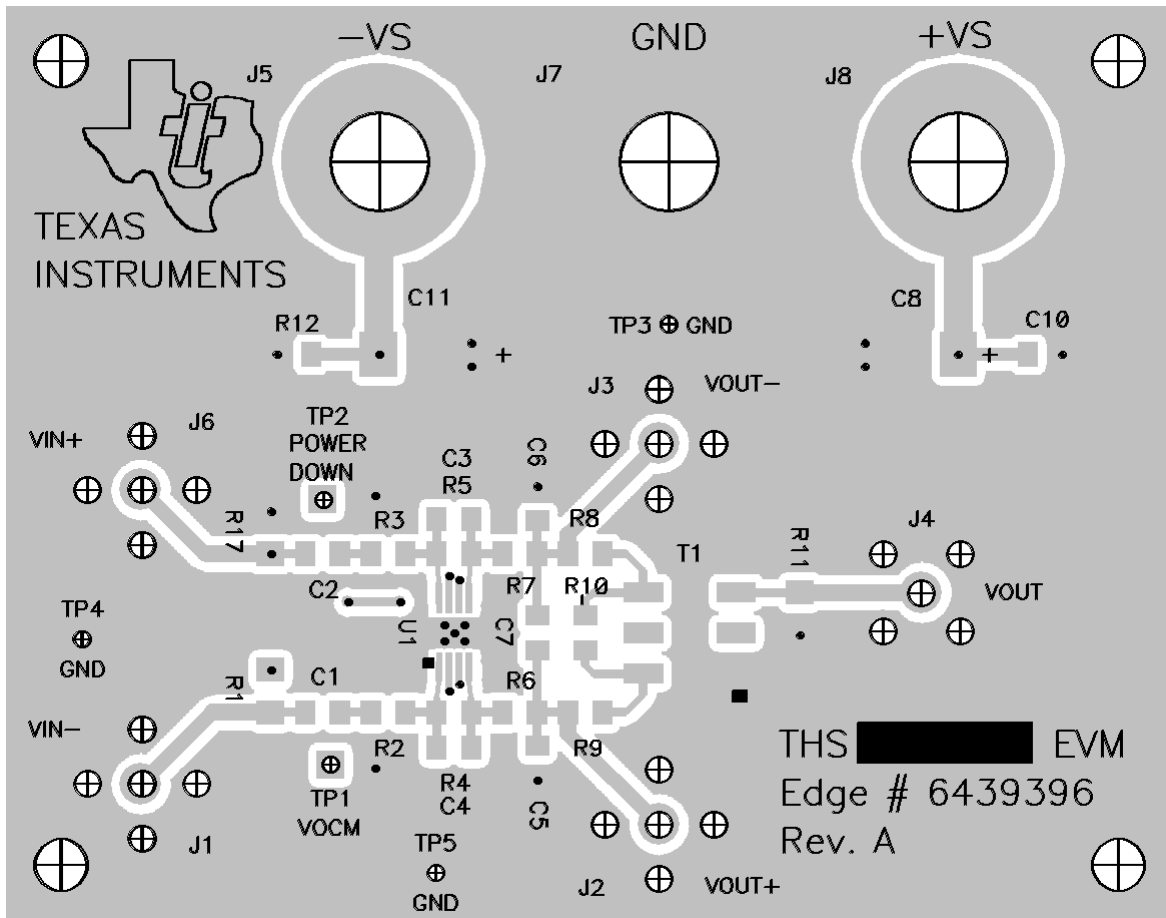 -VS
GND
+VS
J5
J7
J8
TEXAS
INSTRUMENTS
C11
C8
R12
TP3
GND
C10
J3
VOUT-
J6
VIN+
TP2
POWER
DOWN
C3
R5
C6
R17
R3
R8
J4
T1
R11
C2
R7
R10
VOUT
TP4
GND
U1
C7
R1
C1
R6
VIN-
R2
R4
C4
R9
THS
EVM
Edge # 6439396
Rev. A
TP1
VOCM
C5
J1
TP5
GND
J2
VOUT+
+
+